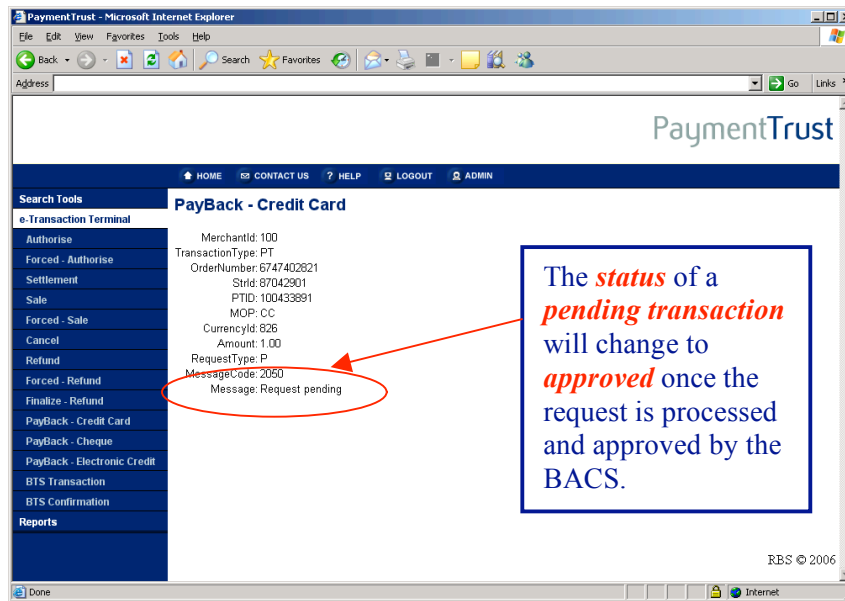 PaymentTrust - Microsoft Internet Explorer
File Edit View Favorites Tools Help
Back Search Favorites
Address Go Links
PaymentTrust
HOME CONTACT US ? HELP LOGOUT ADMIN
Search Tools
e-Transaction Terminal
Authorise
Forced - Authorise
Settlement
Sale
Forced - Sale
Cancel
Refund
Forced - Refund
Finalize - Refund
PayBack - Credit Card
PayBack - Cheque
PayBack - Electronic Credit
BTS Transaction
BTS Confirmation
Reports
PayBack - Credit Card
MerchantId: 100
TransactionType: PT
OrderNumber: 6747402821
StrId: 87042901
PTID: 100433891
MOP: CC
CurrencyId: 826
Amount: 1.00
RequestType: P
MessageCode: 2050
Message: Request pending
The status of a
pending transaction
will change to
approved once the
request is processed
and approved by the
BACS.
RBS © 2006
Done Internet